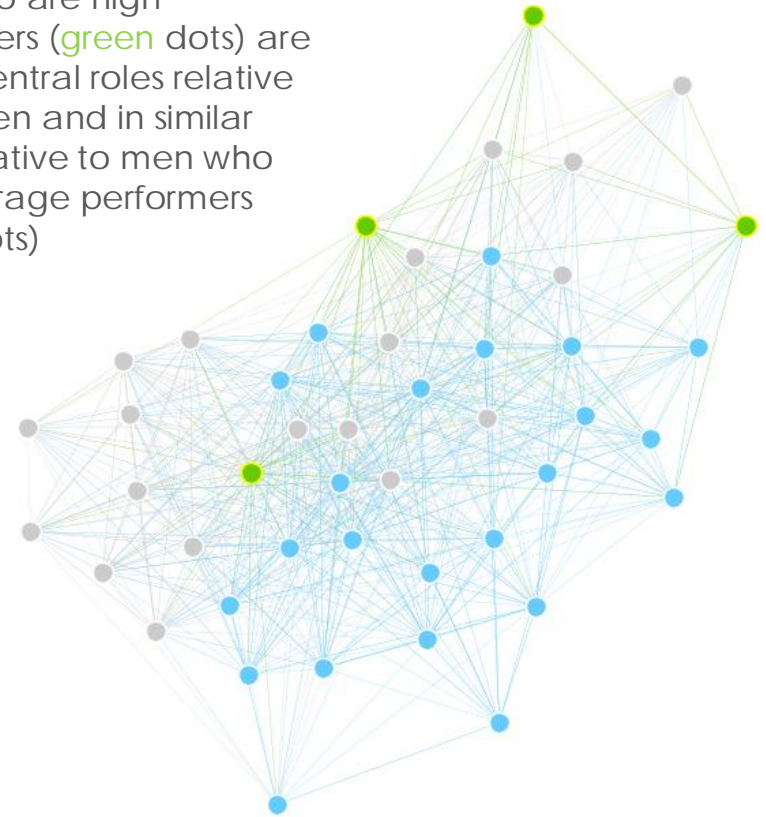 o are high
ers (green dots) are
entral roles relative
en and in similar
ative to men who
rage performers
ots)